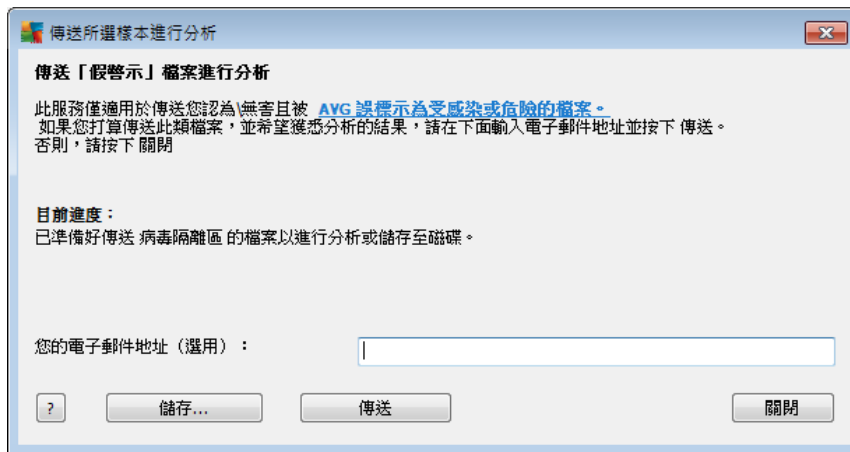 傳送所選樣本進行分析
傳送「假警示」檔案進行分析
此服務僅適用於傳送您認為\無害且被 AVG 誤標示為受感染或危險的檔案。
如果您打算傳送此類檔案,並希望獲悉分析的結果,請在下面輸入電子郵件地址並按下 傳送。
否則,請按下 關閉
目前進度:
已準備好傳送 病毒隔離區 的檔案以進行分析或儲存至磁碟。
您的電子郵件地址(選用):
? 儲存... 傳送 關閉